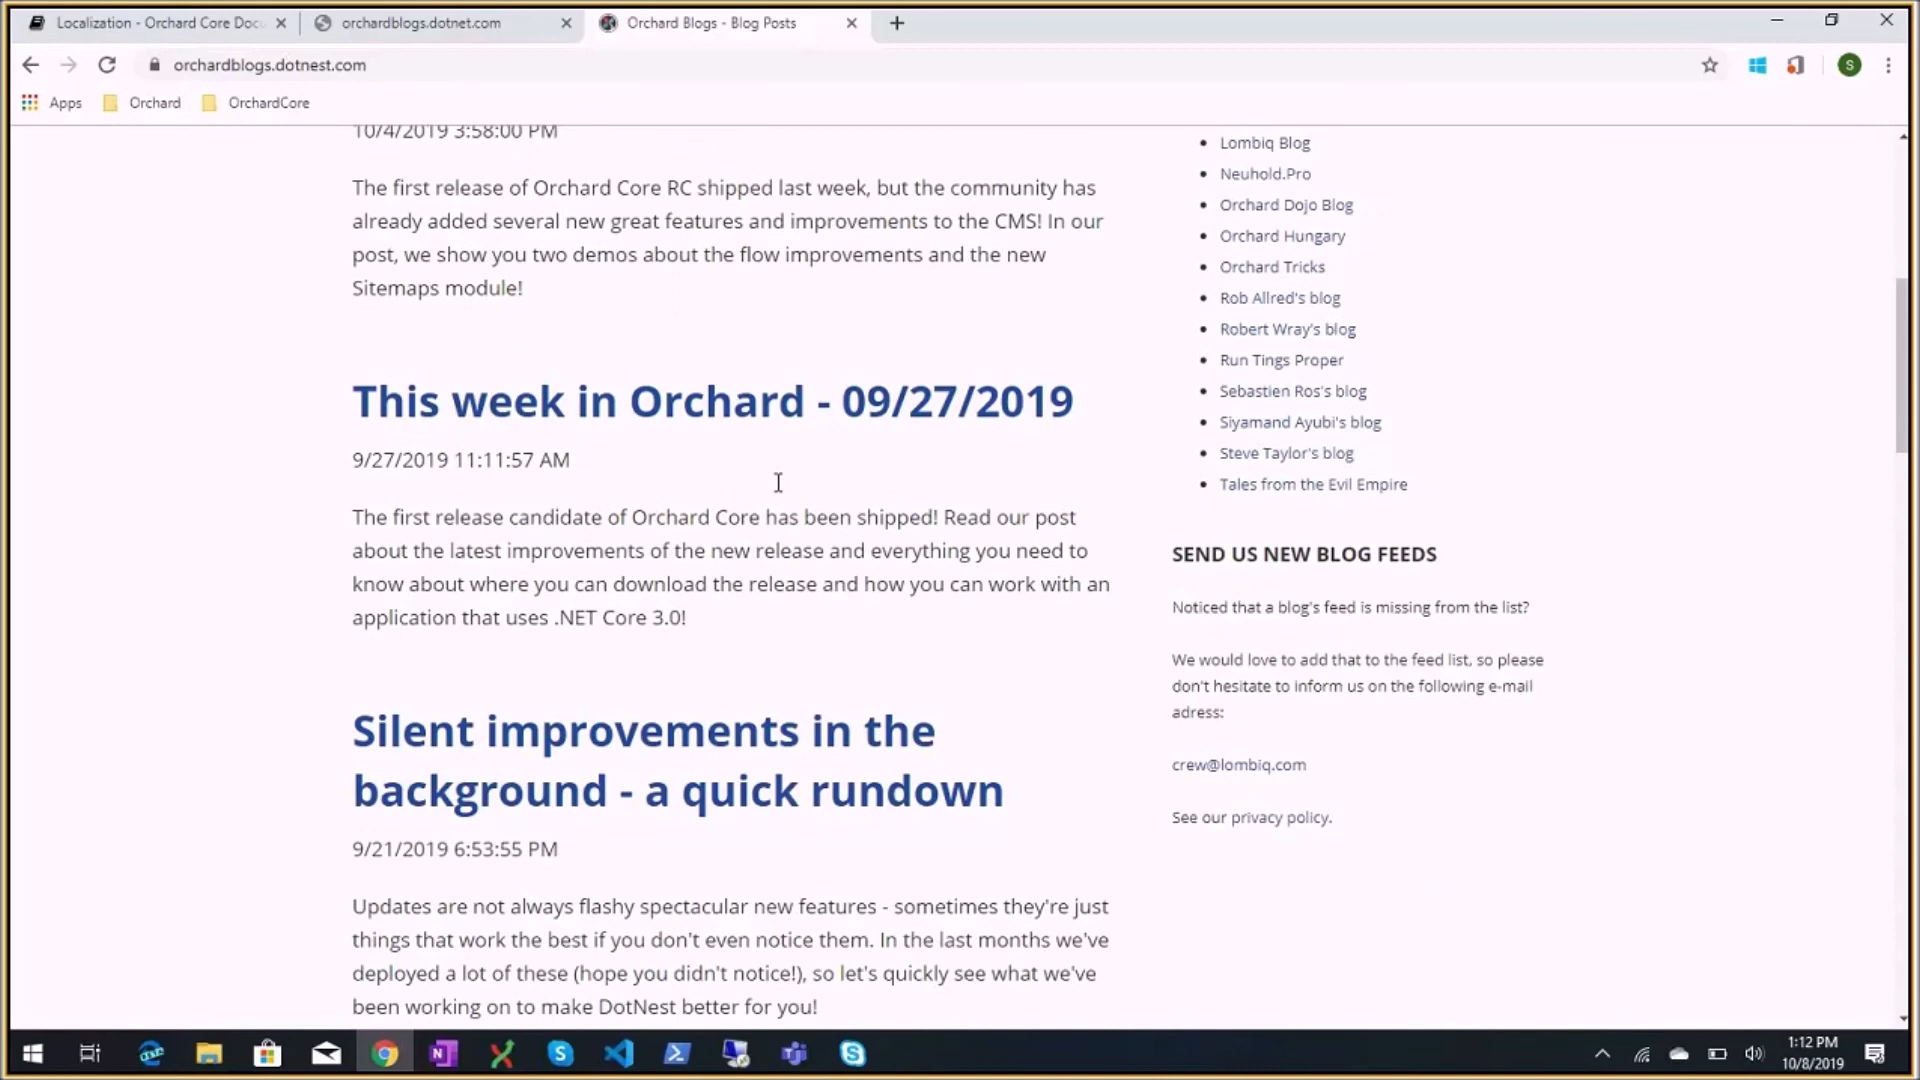 Localization - Orchard Core Docu
orchardblogs.dotnet.com
Orchard Blogs - Blog Posts
orchardblogs.dotnest.com
S
Apps
Orchard
OrchardCore
10/4/2019 3:58:00 PM
The first release of Orchard Core RC shipped last week, but the community has
already added several new great features and improvements to the CMS! In our
post, we show you two demos about the flow improvements and the new
Sitemaps module!
This week in Orchard - 09/27/2019
9/27/2019 11:11:57 AM
The first release candidate of Orchard Core has been shipped! Read our post
about the latest improvements of the new release and everything you need to
know about where you can download the release and how you can work with an
application that uses .NET Core 3.0!
Silent improvements in the
background - a quick rundown
9/21/2019 6:53:55 PM
Updates are not always flashy spectacular new features - sometimes they're just
things that work the best if you don't even notice them. In the last months we've
deployed a lot of these (hope you didn't notice!), so let's quickly see what we've
been working on to make DotNest better for you!
Lombiq Blog
Neuhold.Pro
Orchard Dojo Blog
Orchard Hungary
Orchard Tricks
Rob Allred's blog
Robert Wray's blog
Run Tings Proper
Sebastien Ros's blog
Siyamand Ayubi's blog
Steve Taylor's blog
Tales from the Evil Empire
SEND US NEW BLOG FEEDS
Noticed that a blog's feed is missing from the list?
We would love to add that to the feed list, so please
don't hesitate to inform us on the following e-mail
adress:
crew@lombiq.com
See our privacy policy.
1:12 PM
10/8/2019